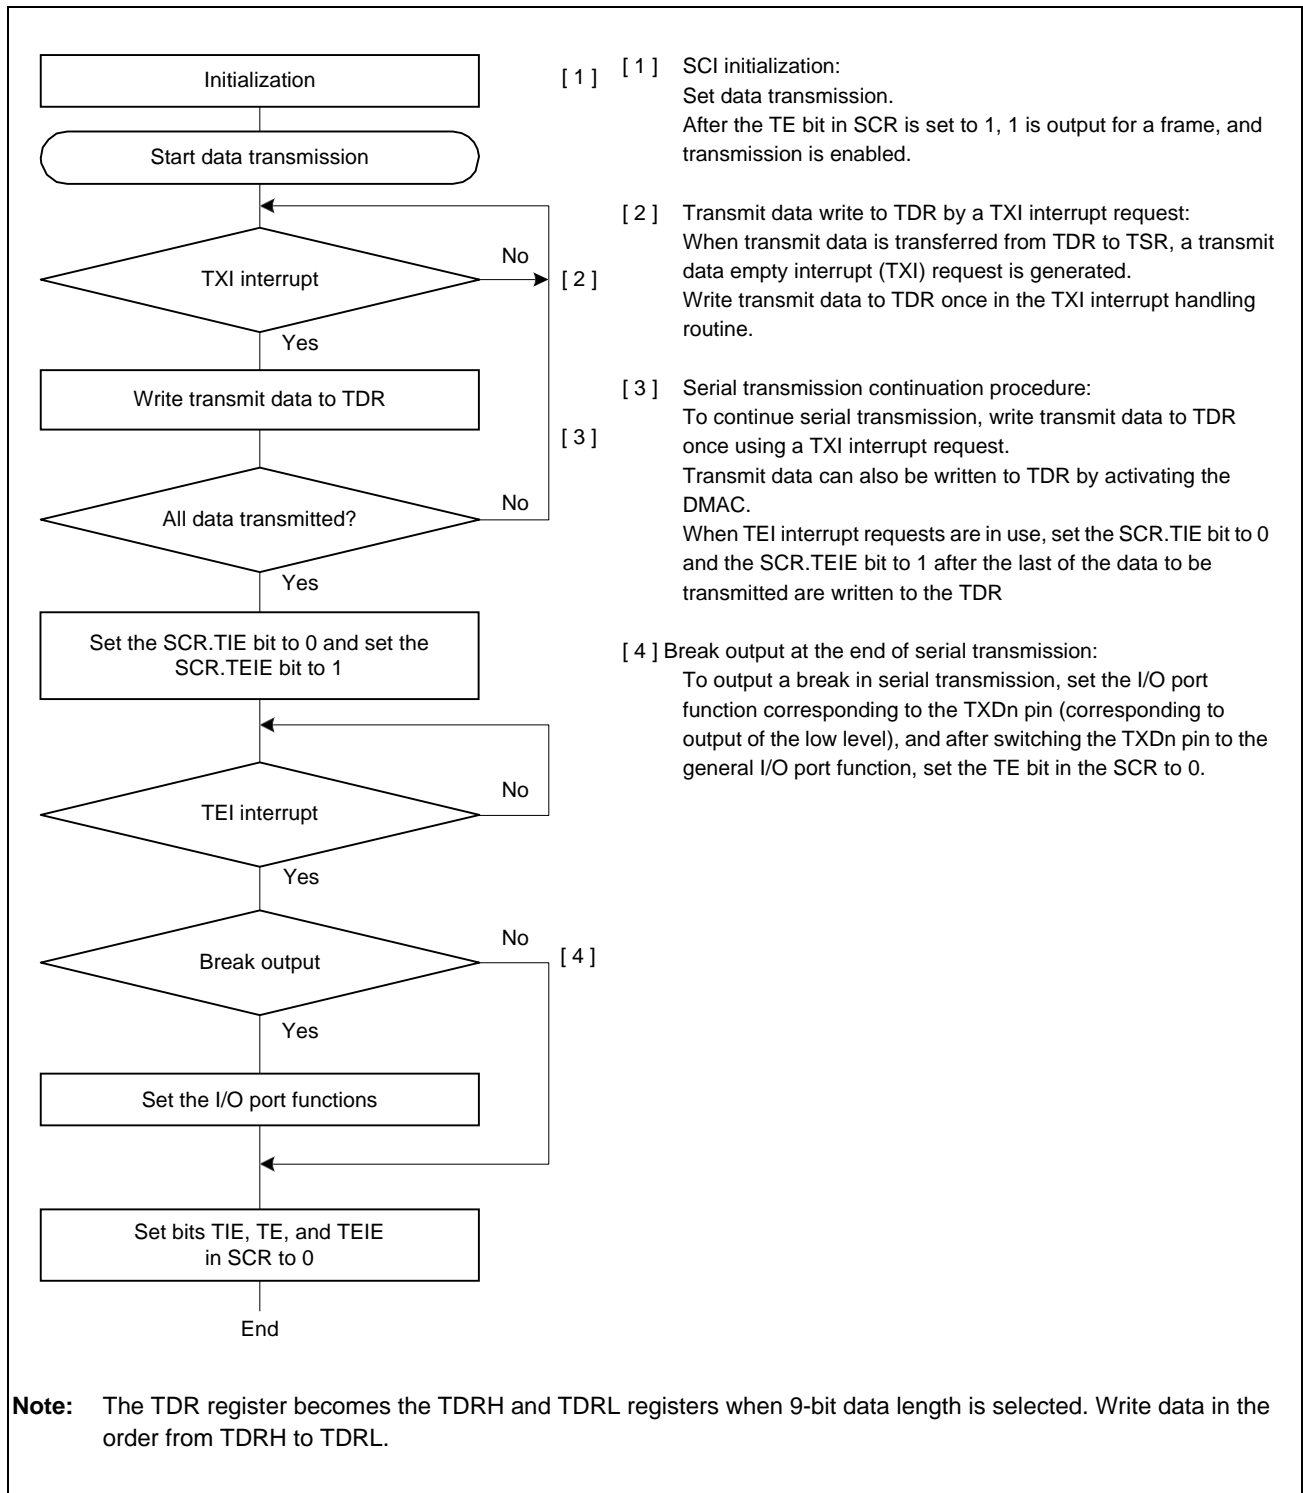 Initialization
[ 1 ]
Start data transmission
TXI interrupt
No
[ 2 ]
Yes
Write transmit data to TDR
[ 3 ]
All data transmitted?
No
Yes
Set the SCR.TIE bit to 0 and set the
SCR.TEIE bit to 1
TEI interrupt
No
Yes
Break output
No
[ 4 ]
Yes
Set the I/O port functions
Set bits TIE, TE, and TEIE
in SCR to 0
End
[ 1 ] SCI initialization:
Set data transmission.
After the TE bit in SCR is set to 1, 1 is output for a frame, and
transmission is enabled.
[ 2 ] Transmit data write to TDR by a TXI interrupt request:
When transmit data is transferred from TDR to TSR, a transmit
data empty interrupt (TXI) request is generated.
Write transmit data to TDR once in the TXI interrupt handling
routine.
[ 3 ] Serial transmission continuation procedure:
To continue serial transmission, write transmit data to TDR
once using a TXI interrupt request.
Transmit data can also be written to TDR by activating the
DMAC.
When TEI interrupt requests are in use, set the SCR.TIE bit to 0
and the SCR.TEIE bit to 1 after the last of the data to be
transmitted are written to the TDR
[ 4 ] Break output at the end of serial transmission:
To output a break in serial transmission, set the I/O port
function corresponding to the TXDn pin (corresponding to
output of the low level), and after switching the TXDn pin to the
general I/O port function, set the TE bit in the SCR to 0.
Note: The TDR register becomes the TDRH and TDRL registers when 9-bit data length is selected. Write data in the
order from TDRH to TDRL.